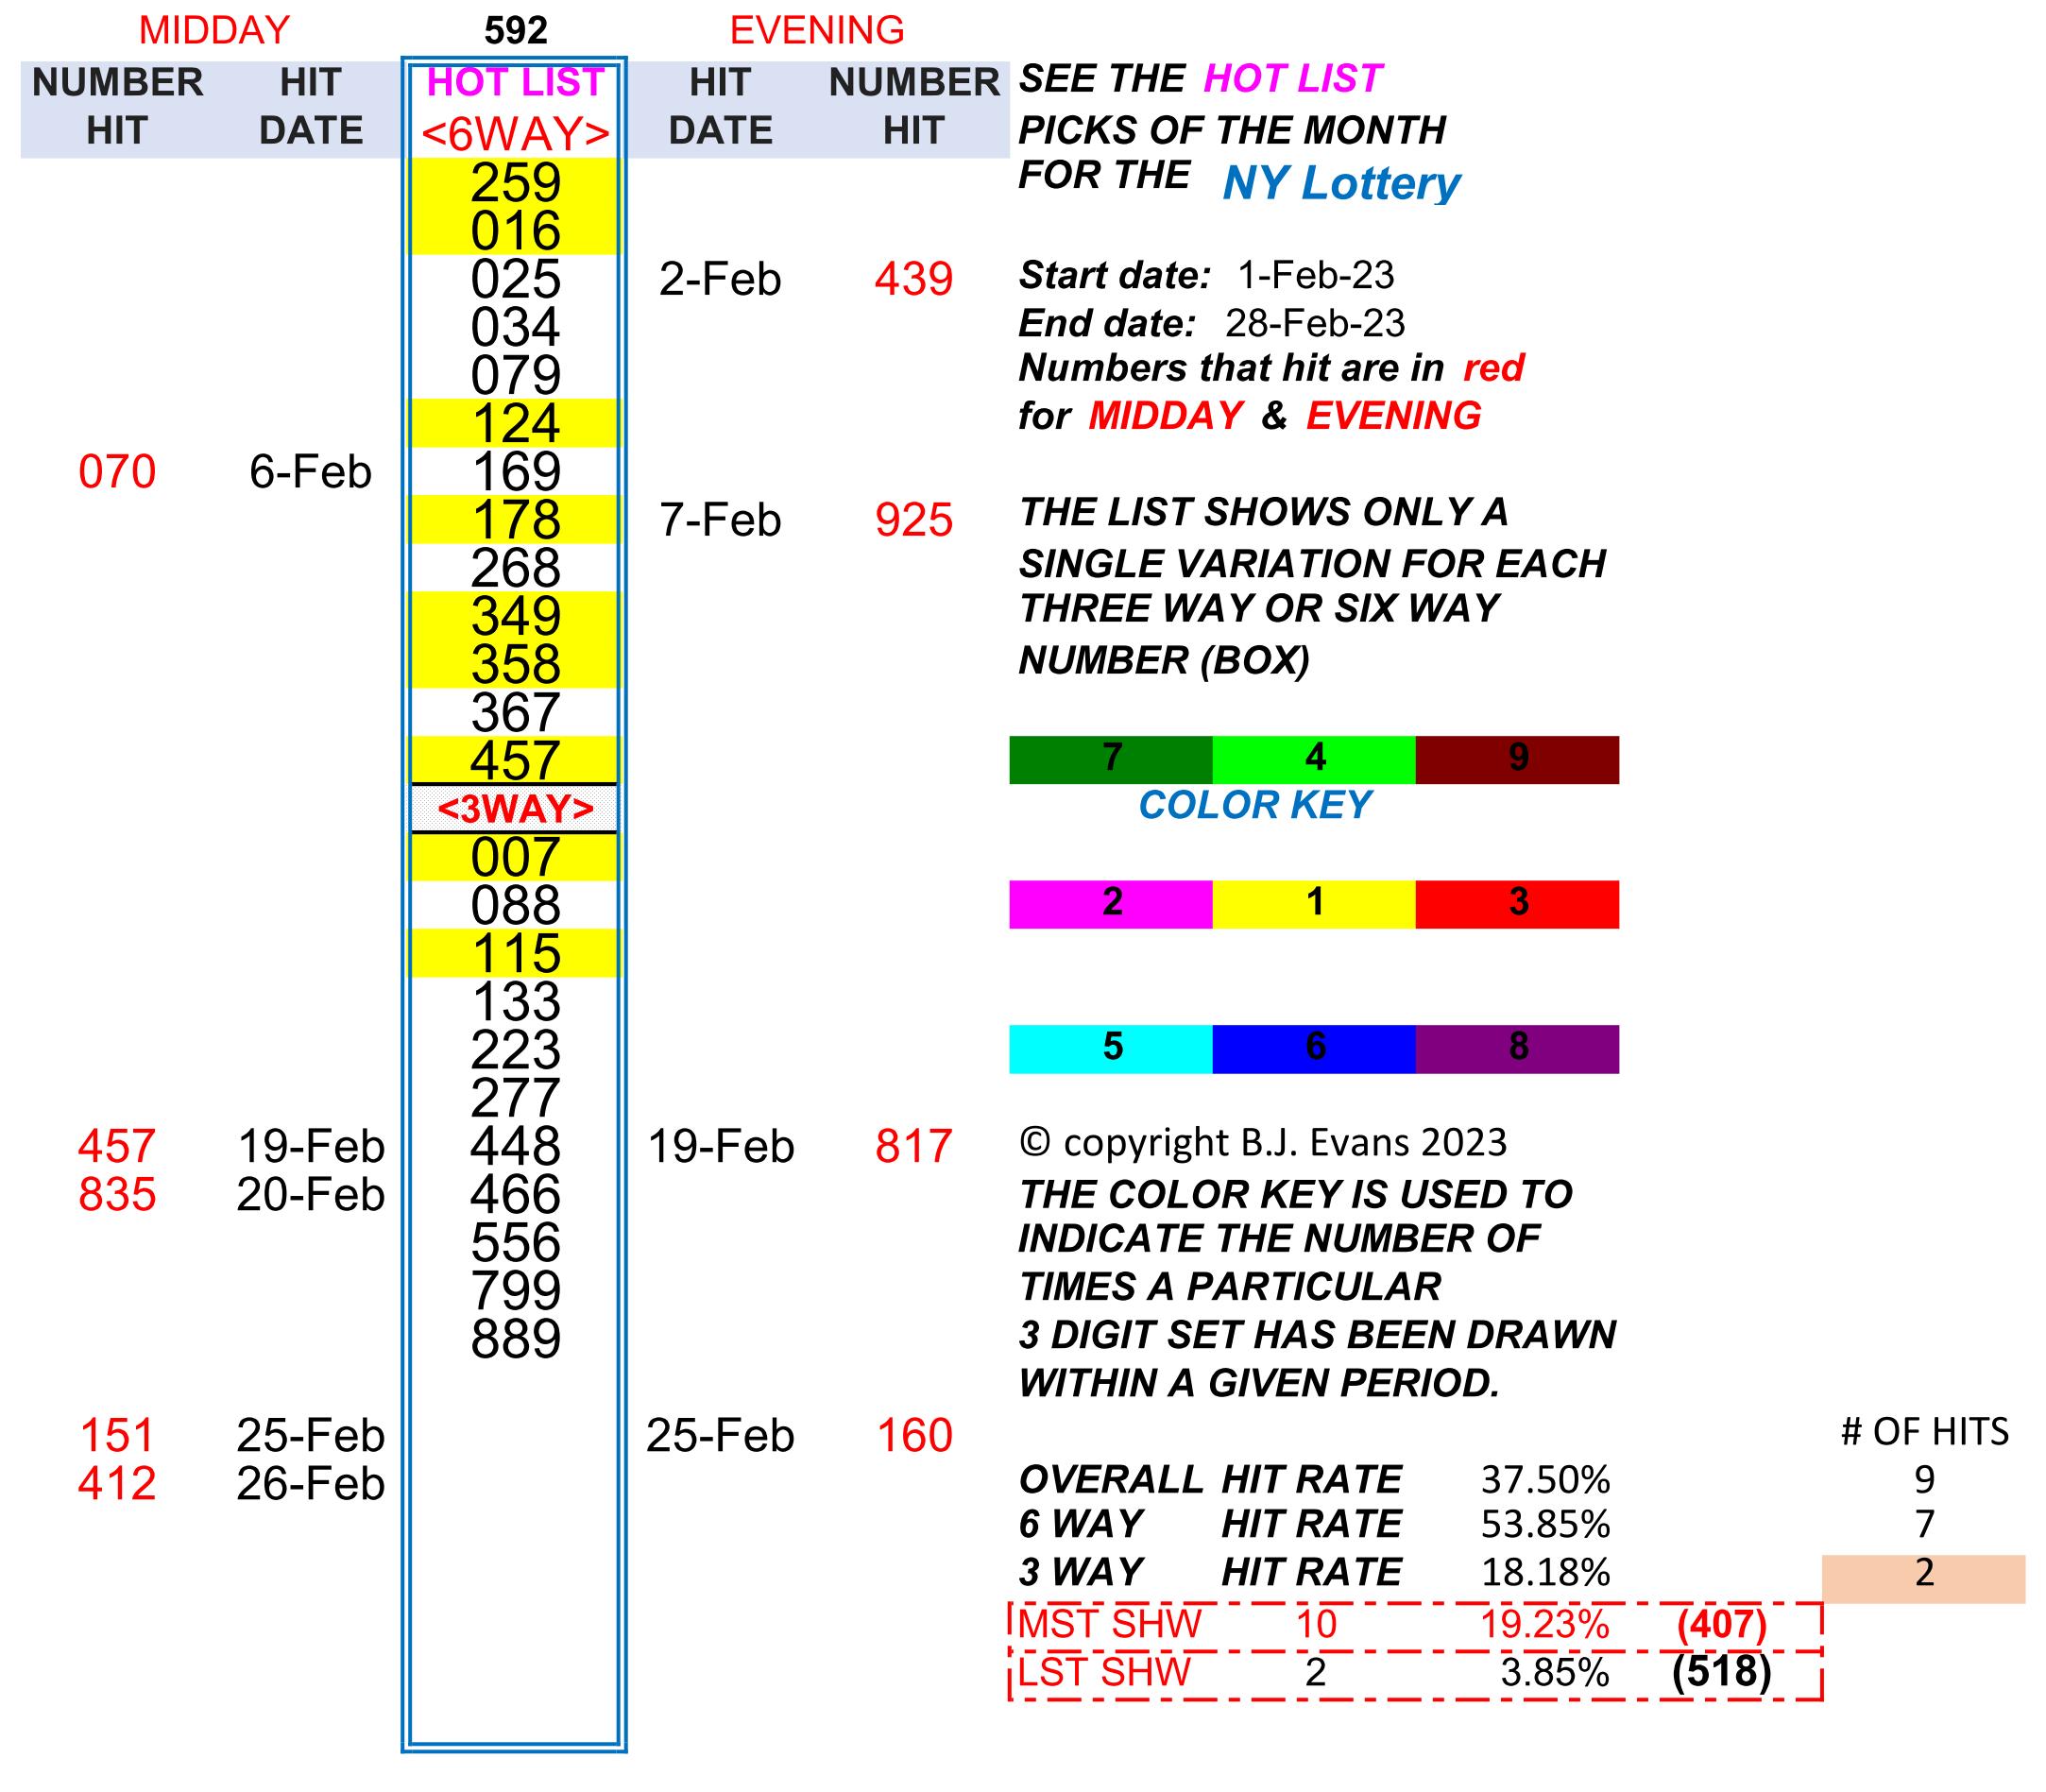 MIDDAY 592 EVENING
NUMBER HIT HOT LIST HIT NUMBER SEE THE HOT LIST
HIT DATE <6WAY> DATE HIT PICKS OF THE MONTH
259 FOR THE NY Lottery
016
025 2-Feb 439 Start date: 1-Feb-23
034 End date: 28-Feb-23
079 Numbers that hit are in red
124 for MIDDAY & EVENING
070 6-Feb 169
178 7-Feb 925 THE LIST SHOWS ONLY A
268 SINGLE VARIATION FOR EACH
349 THREE WAY OR SIX WAY
358 NUMBER (BOX)
367
457 7 4 9
<3WAY> COLOR KEY
007
088 2 1 3
115
133
223 5 6 8
277
457 19-Feb 448 19-Feb 817 © copyright B.J. Evans 2023
835 20-Feb 466 THE COLOR KEY IS USED TO
556 INDICATE THE NUMBER OF
799 TIMES A PARTICULAR
889 3 DIGIT SET HAS BEEN DRAWN
WITHIN A GIVEN PERIOD.
151 25-Feb 25-Feb 160 # OF HITS
412 26-Feb OVERALL HIT RATE 37.50% 9
6 WAY HIT RATE 53.85% 7
3 WAY HIT RATE 18.18% 2
MST SHW 10 19.23% (407)
LST SHW 2 3.85% (518)